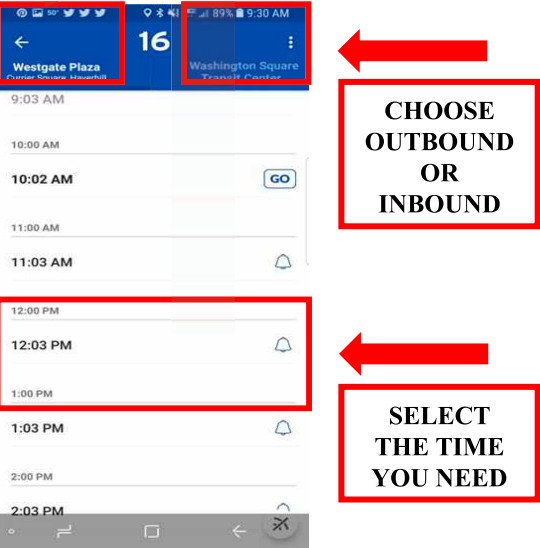 50° 89% 9:30 AM
16
Westgate Plaza
Currier Square, Haverhill
Washington Square
Transit Center
9:03 AM
10:00 AM
10:02 AM
GO
11:00 AM
11:03 AM
12:00 PM
12:03 PM
1:00 PM
1:03 PM
2:00 PM
2:03 PM
CHOOSE
OUTBOUND
OR
INBOUND
SELECT
THE TIME
YOU NEED